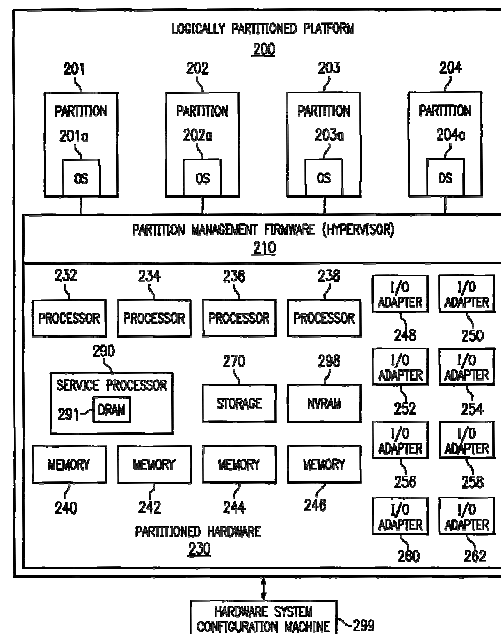 LOGICALLY PARTITIONED PLATFORM
200
201 202 203 204
PARTITION PARTITION PARTITION PARTITION
201a 202a 203a 204a
OS OS OS OS
PARTITION MANAGEMENT FIRMWARE (HYPERVISOR)
210
232 234 236 238
PROCESSOR PROCESSOR PROCESSOR PROCESSOR
I/O ADAPTER I/O ADAPTER
248 250
290
SERVICE PROCESSOR
291 DRAM
270 298
STORAGE NVRAM
I/O ADAPTER I/O ADAPTER
252 254
MEMORY MEMORY MEMORY MEMORY
240 242 244 246
I/O ADAPTER I/O ADAPTER
256 258
PARTITIONED HARDWARE
230
I/O ADAPTER I/O ADAPTER
260 262
HARDWARE SYSTEM
CONFIGURATION MACHINE
299